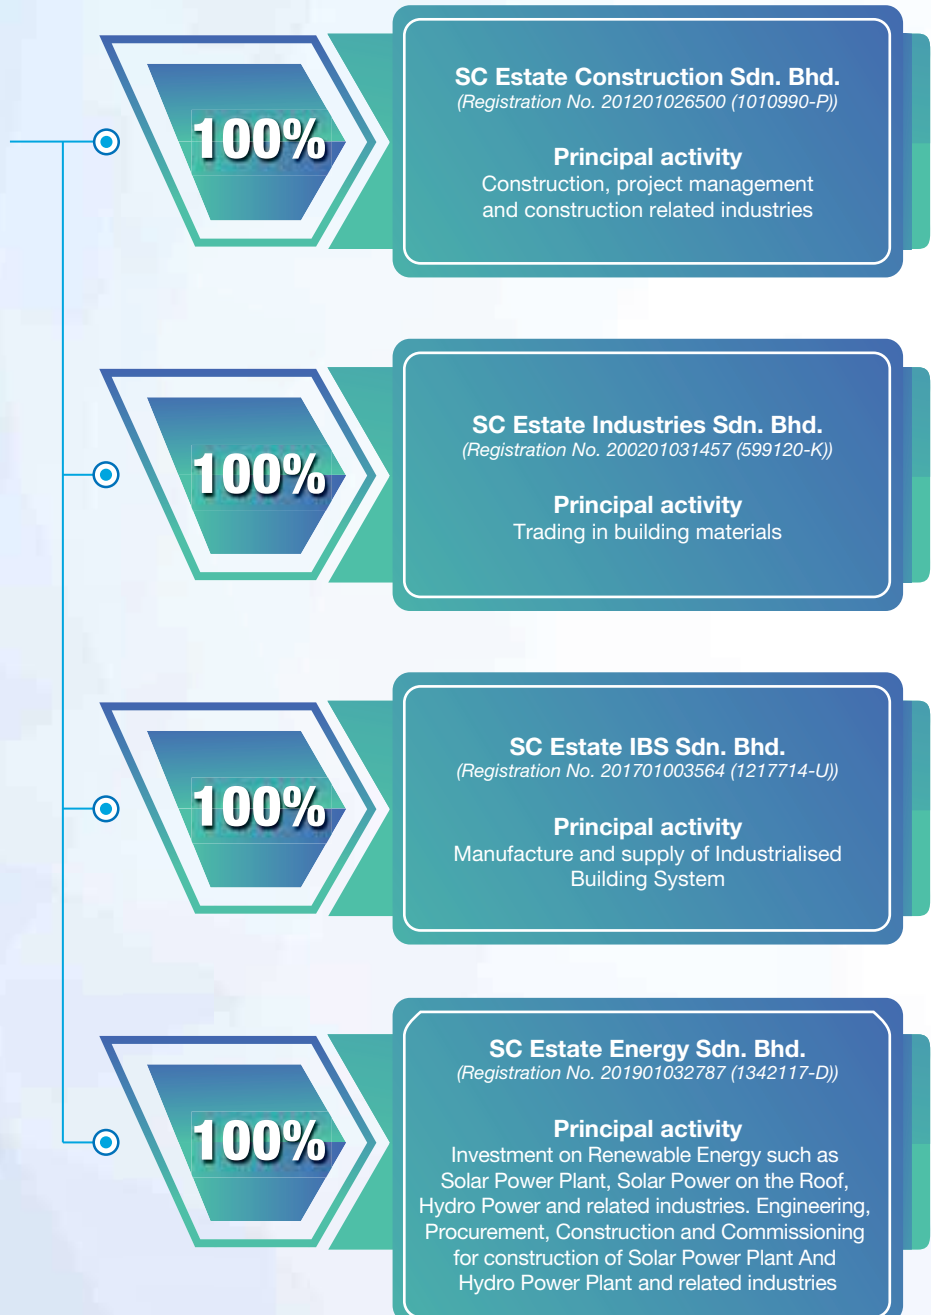 100%
SC Estate Construction Sdn. Bhd.
(Registration No. 201201026500 (1010990-P))
Principal activity
Construction, project management
and construction related industries
100%
SC Estate Industries Sdn. Bhd.
(Registration No. 200201031457 (599120-K))
Principal activity
Trading in building materials
100%
SC Estate IBS Sdn. Bhd.
(Registration No. 201701003564 (1217714-U))
Principal activity
Manufacture and supply of Industrialised
Building System
100%
SC Estate Energy Sdn. Bhd.
(Registration No. 201901032787 (1342117-D))
Principal activity
Investment on Renewable Energy such as
Solar Power Plant, Solar Power on the Roof,
Hydro Power and related industries. Engineering,
Procurement, Construction and Commissioning
for construction of Solar Power Plant And
Hydro Power Plant and related industries